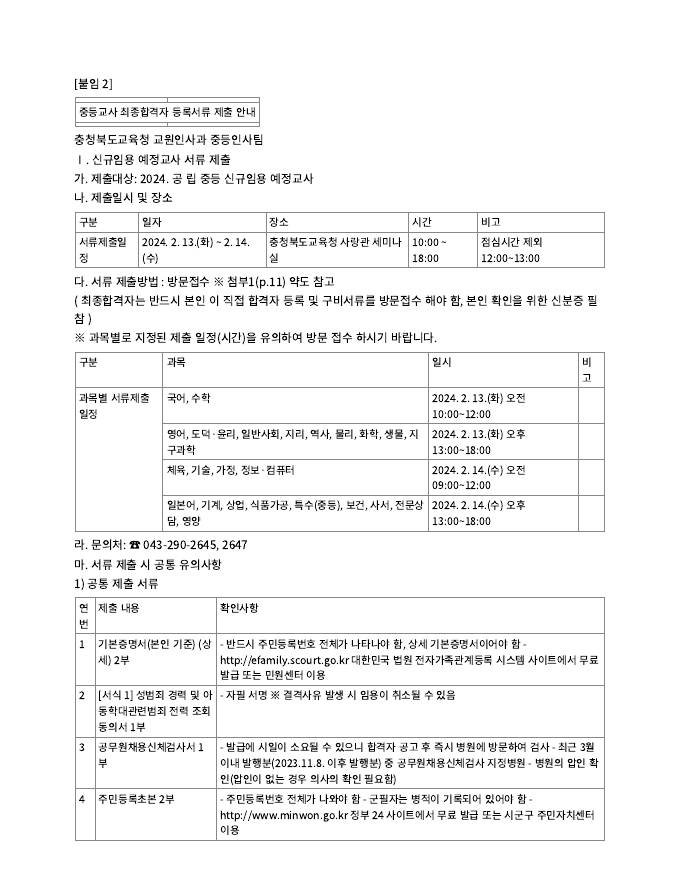 [붙임 2]
중등교사 최종합격자 등록서류 제출 안내
충청북도교육청 교원인사과 중등인사팀
Ⅰ. 신규임용 예정교사 서류 제출
가. 제출대상: 2024. 공 립 중등 신규임용 예정교사
나. 제출일시 및 장소
구분 일자 장소 시간 비고
서류제출일정 2024. 2. 13.(화) ~ 2. 14.(수) 충청북도교육청 사랑관 세미나실 10:00 ~ 18:00 점심시간 제외 12:00~13:00
다. 서류 제출방법 : 방문접수 ※ 첨부1(p.11) 약도 참고
( 최종합격자는 반드시 본인 이 직접 합격자 등록 및 구비서류를 방문접수 해야 함, 본인 확인을 위한 신분증 필
참 )
※ 과목별로 지정된 제출 일정(시간)을 유의하여 방문 접수 하시기 바랍니다.
구분 과목 일시 비고
과목별 서류제출 일정
국어, 수학 2024. 2. 13.(화) 오전 10:00~12:00
영어, 도덕·윤리, 일반사회, 지리, 역사, 물리, 화학, 생물, 지구과학 2024. 2. 13.(화) 오후 13:00~18:00
체육, 기술, 가정, 정보·컴퓨터 2024. 2. 14.(수) 오전 09:00~12:00
일본어, 기계, 상업, 식품가공, 특수(중등), 보건, 사서, 전문상담, 영양 2024. 2. 14.(수) 오후 13:00~18:00
라. 문의처: ☎ 043-290-2645, 2647
마. 서류 제출 시 공통 유의사항
1) 공통 제출 서류
연번 제출 내용 확인사항
1 기본증명서(본인 기준) (상세) 2부
- 반드시 주민등록번호 전체가 나타나야 함, 상세 기본증명서이어야 함 -
http://efamily.scourt.go.kr 대한민국 법원 전자가족관계등록 시스템 사이트에서 무료
발급 또는 민원센터 이용
2 [서식 1] 성범죄 경력 및 아동학대관련범죄 전력 조회 동의서 1부
- 자필 서명 ※ 결격사유 발생 시 임용이 취소될 수 있음
3 공무원채용신체검사서 1부
- 발급에 시일이 소요될 수 있으니 합격자 공고 후 즉시 병원에 방문하여 검사 - 최근 3월
이내 발행분(2023.11.8. 이후 발행분) 중 공무원채용신체검사 지정병원 - 병원의 압인 확
인(압인이 없는 경우 의사의 확인 필요함)
4 주민등록초본 2부
- 주민등록번호 전체가 나와야 함 - 군필자는 병적이 기록되어 있어야 함 -
http://www.minwon.go.kr 정부 24 사이트에서 무료 발급 또는 시군구 주민자치센터
이용